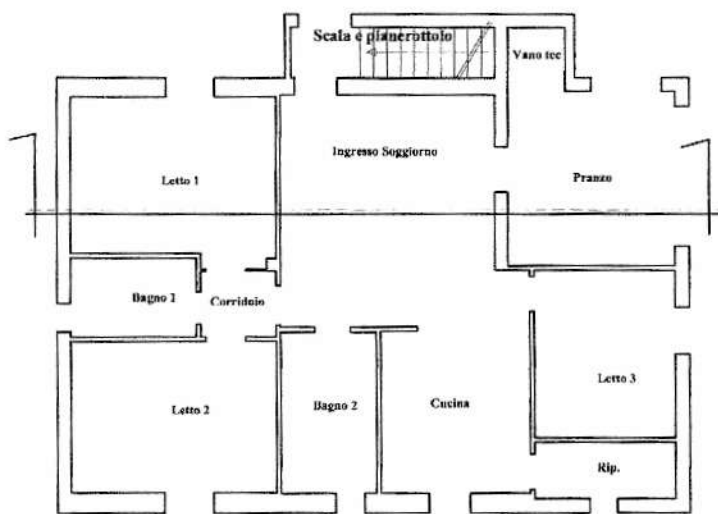 Scala e pianerottolo
Vano tec
Ingresso Soggiorno
Letto 1
Pranzo
Bagno 1
Corridoio
Letto 3
Letto 2
Bagno 2
Cucina
Rip.